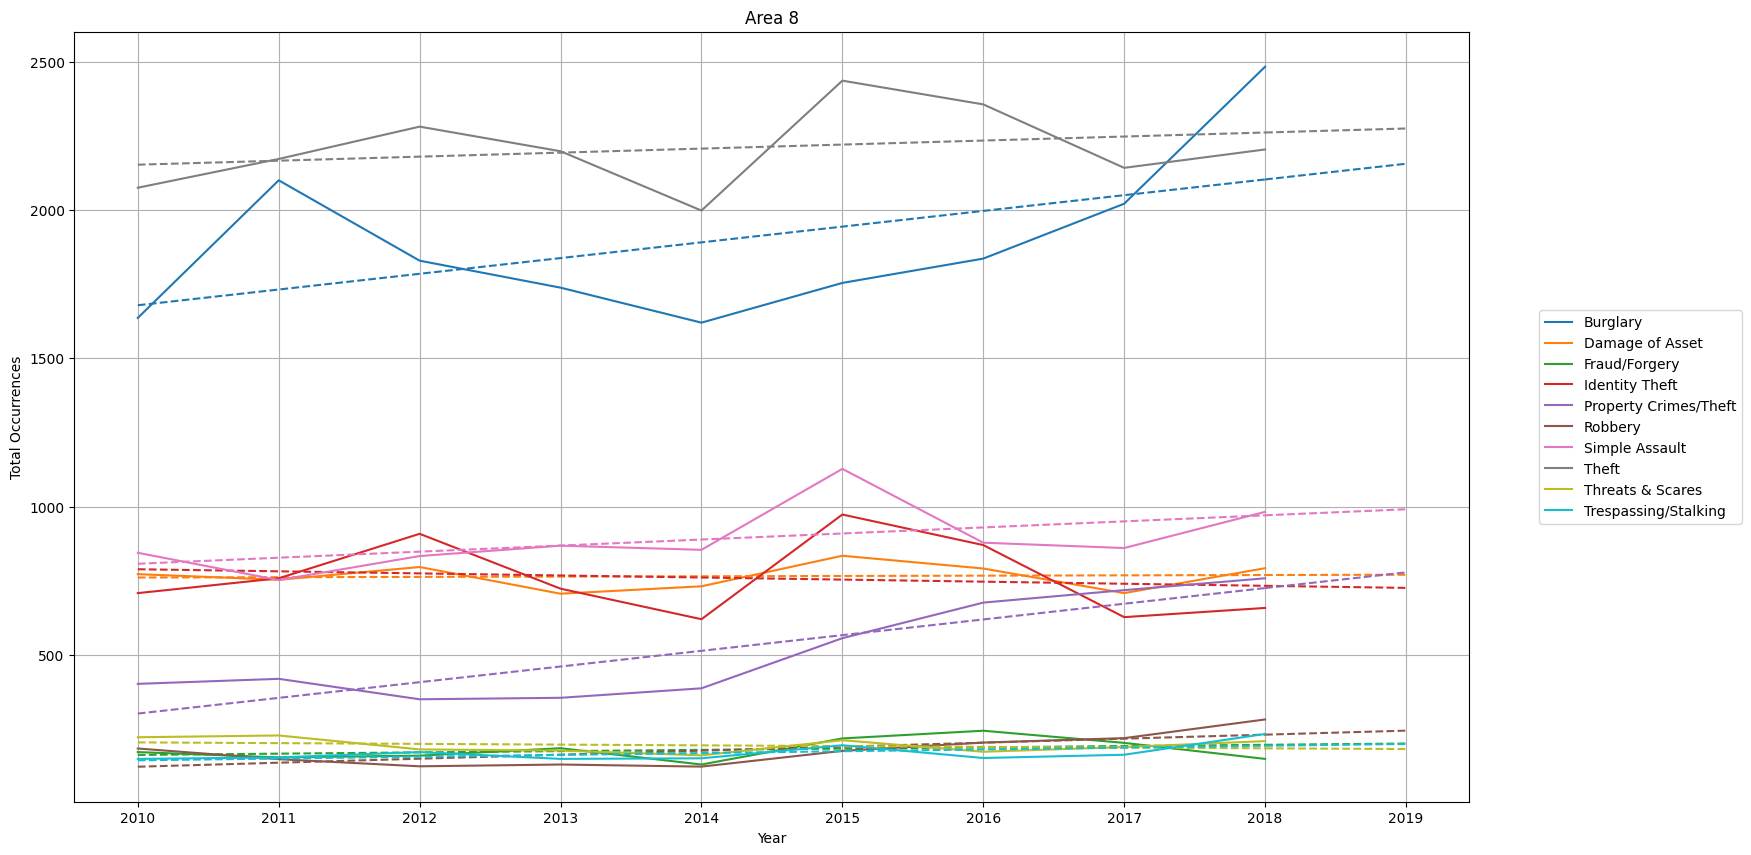 Area 8
Total Occurrences
2500
2000
1500
1000
500
2010 2011 2012 2013 2014 2015 2016 2017 2018 2019
Year
Burglary
Damage of Asset
Fraud/Forgery
Identity Theft
Property Crimes/Theft
Robbery
Simple Assault
Theft
Threats & Scares
Trespassing/Stalking